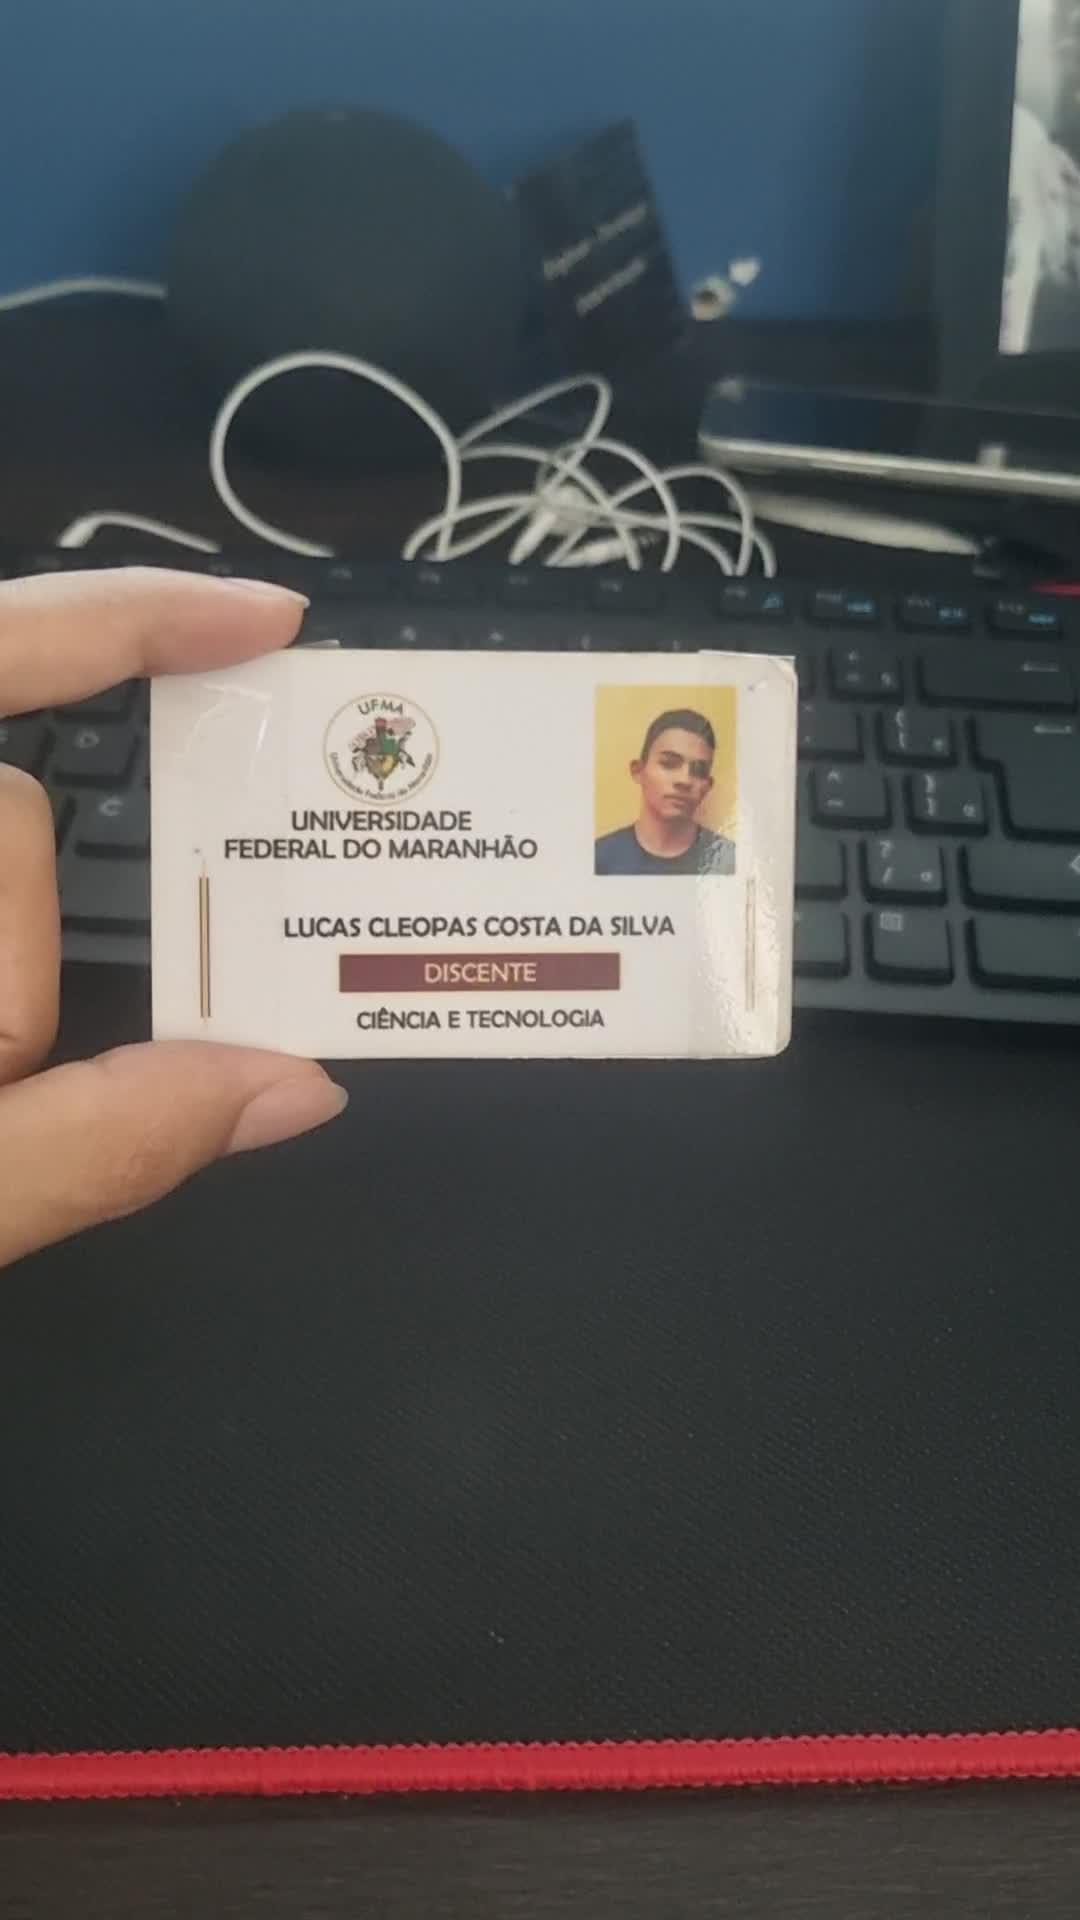 UFMA
Universidade Federal do Maranhão
UNIVERSIDADE
FEDERAL DO MARANHÃO
LUCAS CLEOPAS COSTA DA SILVA
DISCENTE
CIÊNCIA E TECNOLOGIA